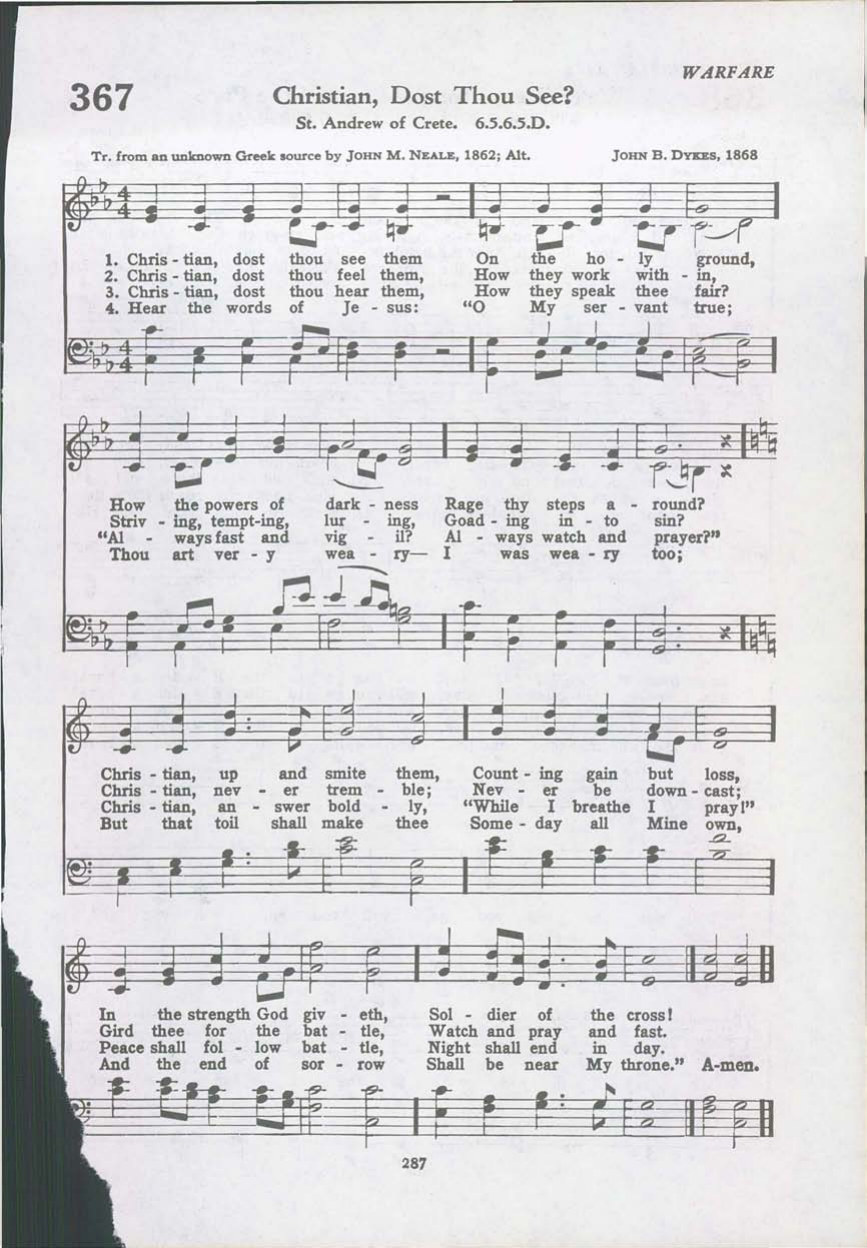 WARFARE
367
Christian, Dost Thou See?
St. Andrew of Crete. 6.5.6.5.D.
Tr. from an unknown Greek source by JOHN M. NEALE, 1862; Alt. JOHN B. DYKES, 1868
1. Chris - tian, dost thou see them On the ho - ly ground,
2. Chris - tian, dost thou feel them, How they work with - in,
3. Chris - tian, dost thou hear them, How they speak thee fair?
4. Hear the words of Je - sus: “O My ser - vant true;
How the powers of dark - ness Rage thy steps a - round?
Striv - ing, tempt-ing, lur - ing, Goad - ing in - to sin?
“Al - ways fast and vig - il? Al - ways watch and prayer?”
Thou art ver - y wea - ry— I was wea - ry too;
Chris - tian, up and smite them, Count - ing gain but loss,
Chris - tian, nev - er trem - ble; Nev - er be down - cast;
Chris - tian, an - swer bold - ly, “While I breathe I pray!”
But that toil shall make thee Some - day all Mine own,
In the strength God giv - eth, Sol - dier of the cross!
Gird thee for the bat - tle, Watch and pray and fast.
Peace shall fol - low bat - tle, Night shall end in day.
And the end of sor - row Shall be near My throne.” A-men.
287